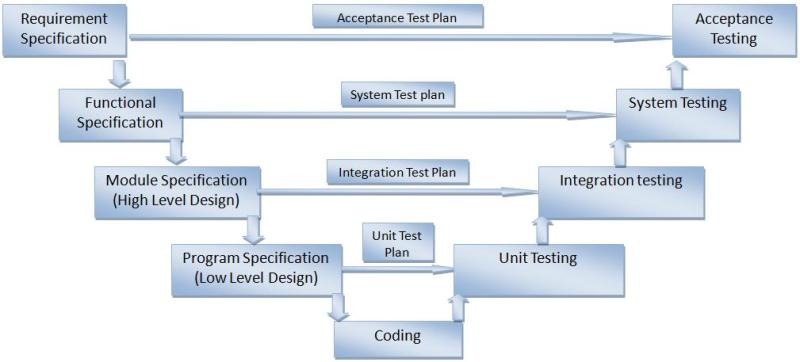 Requirement
Specification
Acceptance Test Plan
Acceptance
Testing
Functional
Specification
System Test plan
System Testing
Module Specification
(High Level Design)
Integration Test Plan
Integration testing
Program Specification
(Low Level Design)
Unit Test
Plan
Unit Testing
Coding